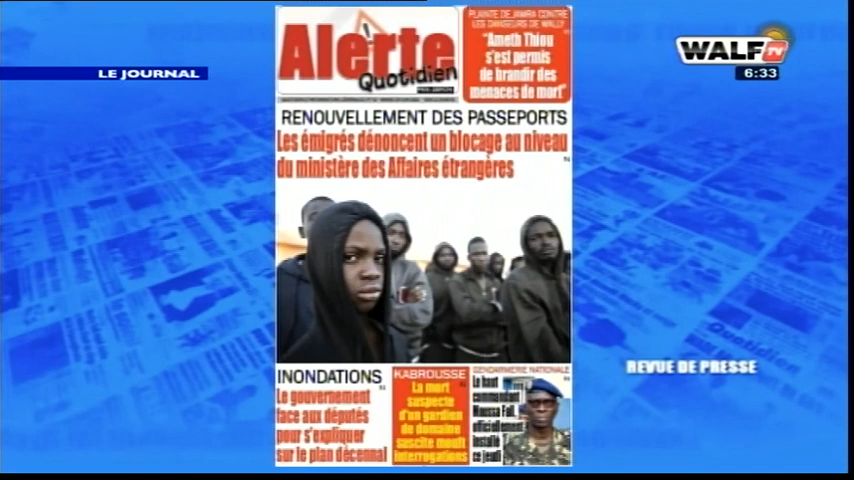 LE JOURNAL
WALF TV
6:33
Alerte
Quotidien
PLAINTE DE JAMRA CONTRE
LES DANSEURS DE WALLY
"Ameth Thiou
s'est permis
de brandir des
menaces de mort"
RENOUVELLEMENT DES PASSEPORTS
Les émigrés dénoncent un blocage au niveau
du ministère des Affaires étrangères
INONDATIONS
Le gouvernement
face aux députés
pour s'expliquer
sur le plan décennal
KABROUSSE
La mort
suspecte
d'un gardien
de domaine
suscite moult
interrogations
GENDARMERIE NATIONALE
Le haut
commandant
Moussa Fall,
officiellement
installé
ce jeudi
REVUE DE PRESSE